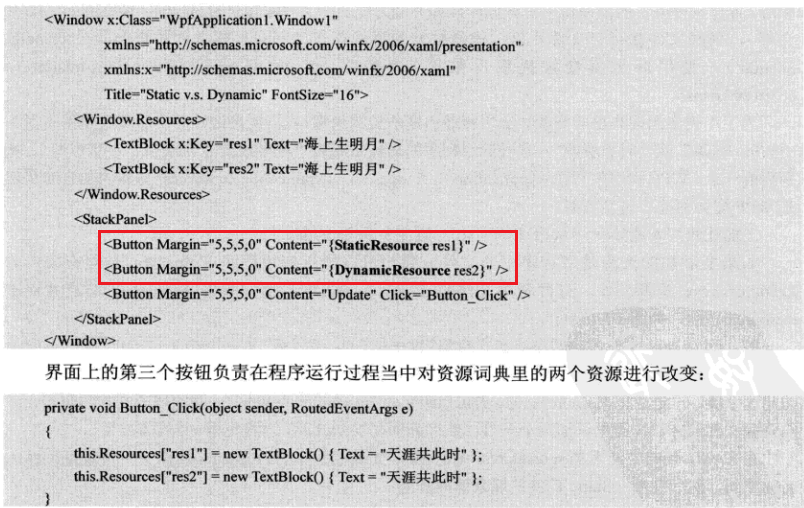 <Window x:Class="WpfApplication1.Window1"
xmlns="http://schemas.microsoft.com/winfx/2006/xaml/presentation"
xmlns:x="http://schemas.microsoft.com/winfx/2006/xaml"
Title="Static v.s. Dynamic" FontSize="16">
<Window.Resources>
<TextBlock x:Key="res1" Text="海上生明月" />
<TextBlock x:Key="res2" Text="海上生明月" />
</Window.Resources>
<StackPanel>
<Button Margin="5,5,5,0" Content="{StaticResource res1}" />
<Button Margin="5,5,5,0" Content="{DynamicResource res2}" />
<Button Margin="5,5,5,0" Content="Update" Click="Button_Click" />
</StackPanel>
</Window>
界面上的第三个按钮负责在程序运行过程当中对资源词典里的两个资源进行改变：
private void Button_Click(object sender, RoutedEventArgs e)
{
this.Resources["res1"] = new TextBlock() { Text = "天涯共此时" };
this.Resources["res2"] = new TextBlock() { Text = "天涯共此时" };
}